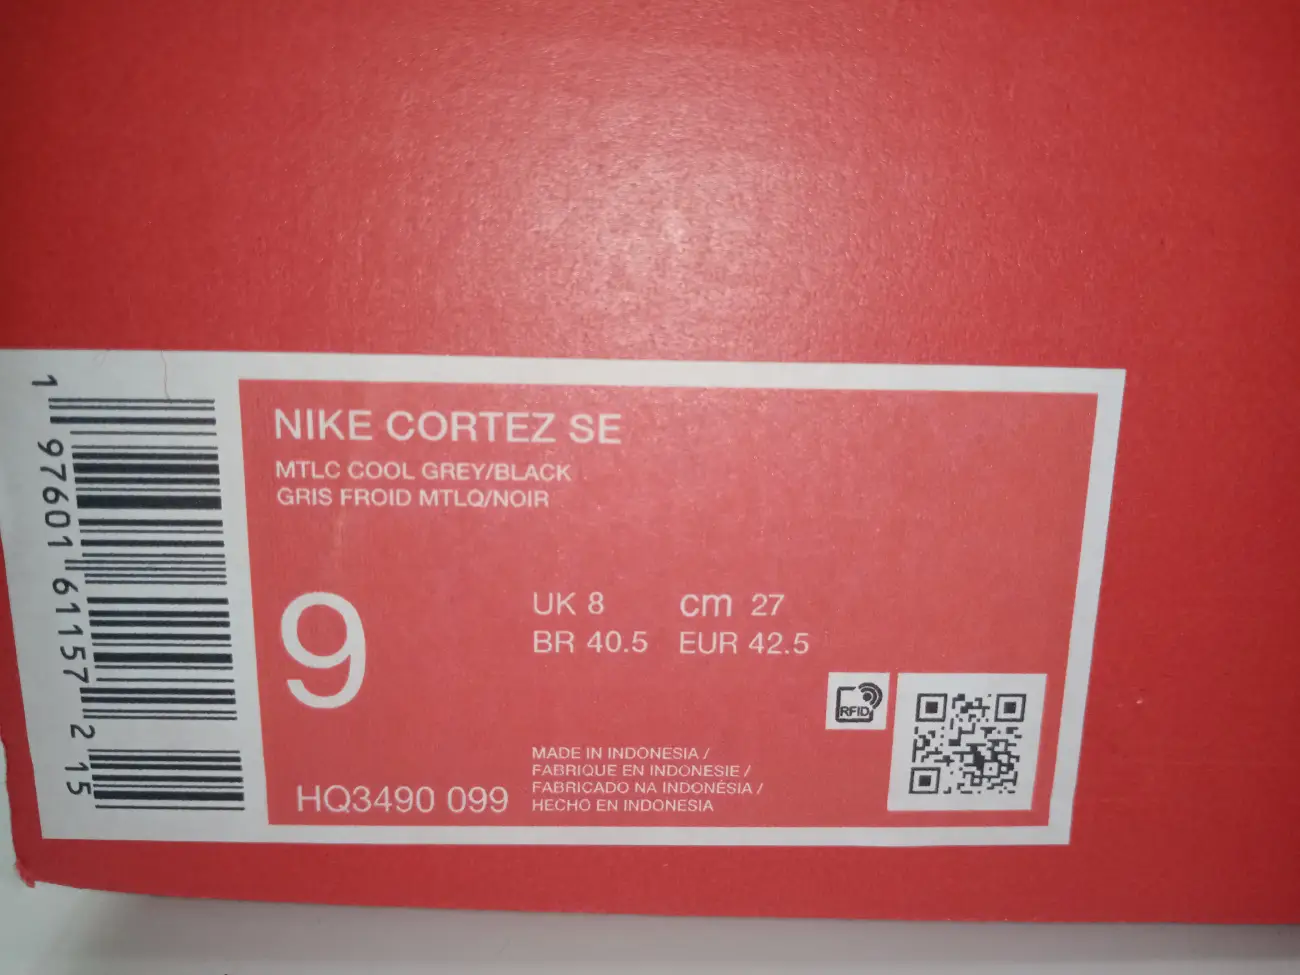 NIKE CORTEZ SE
MTLC COOL GREY/BLACK
GRIS FROID MTLQ/NOIR
9
UK 8 cm 27
BR 40.5 EUR 42.5
RFID
MADE IN INDONESIA /
FABRIQUE EN INDONESIE /
FABRICADO NA INDONÉSIA /
HECHO EN INDONESIA
HQ3490 099
1 97601 61157 2 15